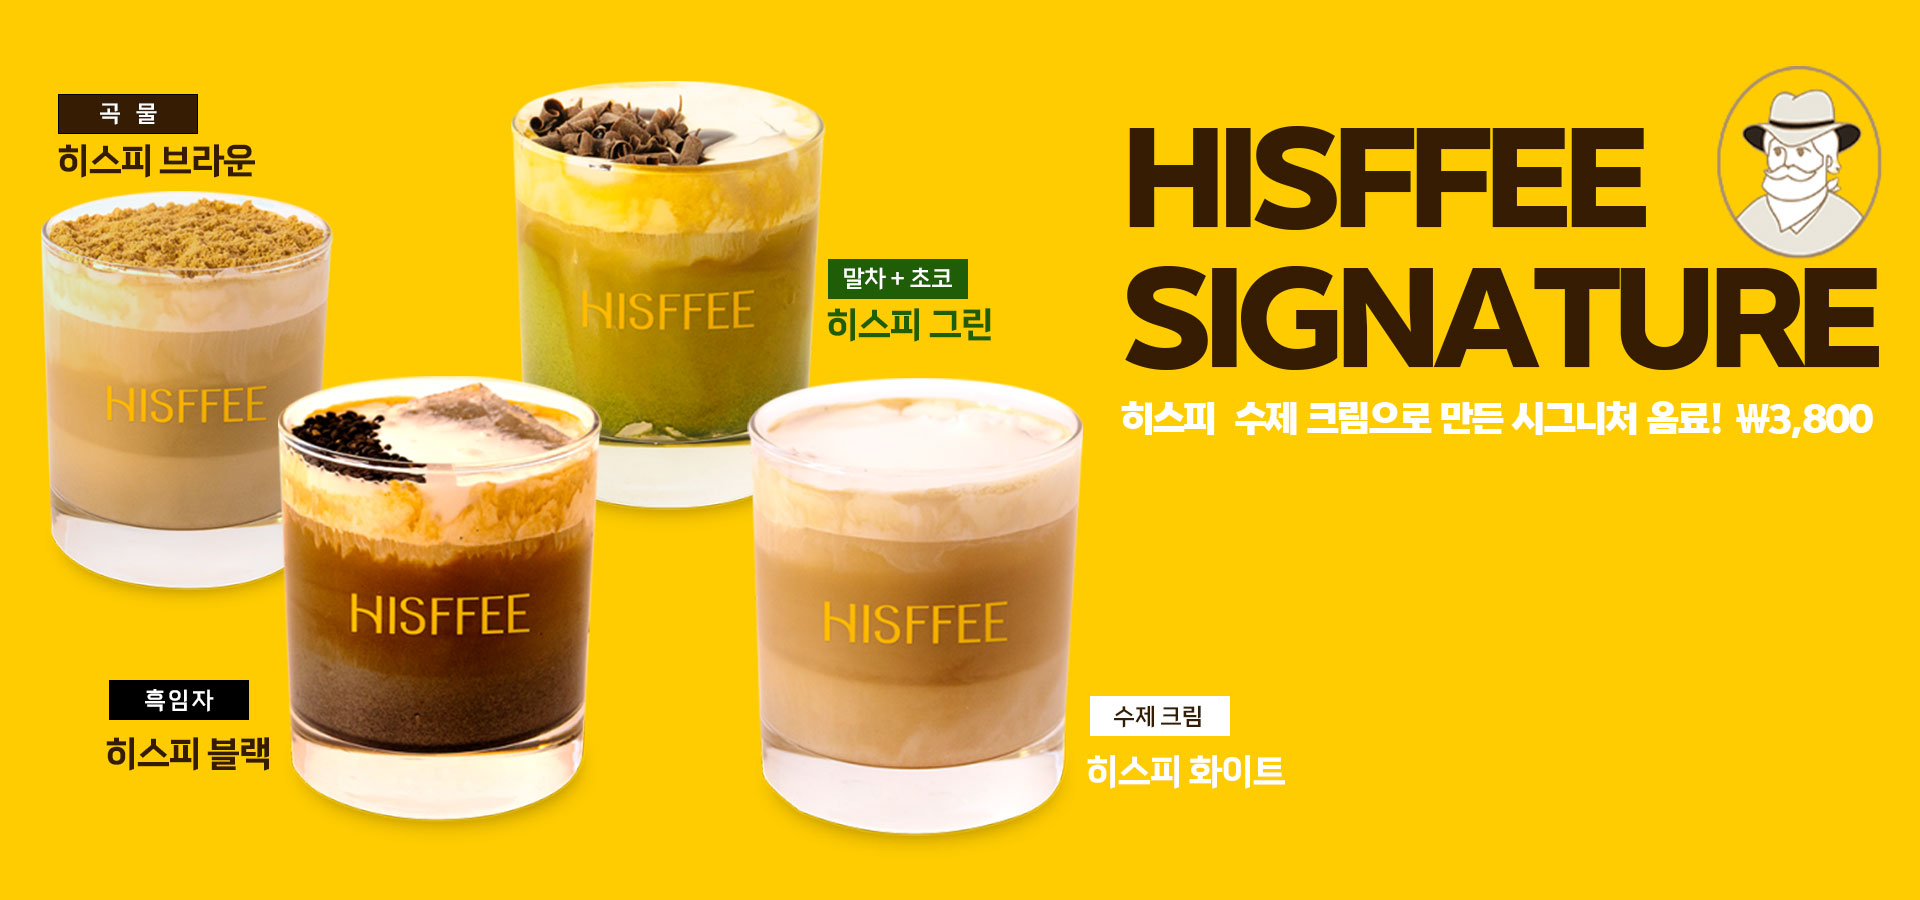 곡 물
히스피 브라운
HISFFEE
말차 + 초코
히스피 그린
HISFFEE
흑임자
히스피 블랙
HISFFEE
수제 크림
히스피 화이트
HISFFEE
HISFFEE
SIGNATURE
히스피 수제 크림으로 만든 시그니처 음료! ₩3,800